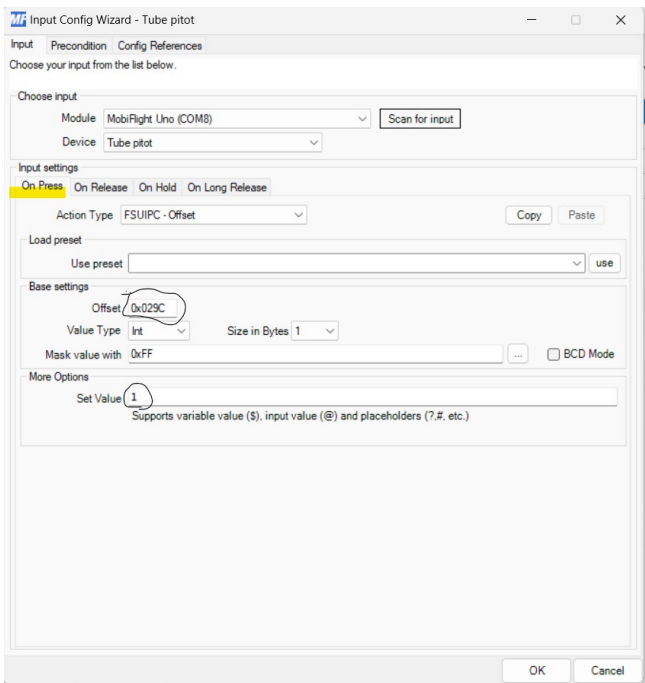 MF Input Config Wizard - Tube pitot
Input Precondition Config References
Choose your input from the list below.
Choose input
Module MobiFlight Uno (COM8) Scan for input
Device Tube pitot
Input settings
On Press On Release On Hold On Long Release
Action Type FSUIPC - Offset Copy Paste
Load preset
Use preset use
Base settings
Offset 0x029C
Value Type Int Size in Bytes 1
Mask value with 0xFF ... BCD Mode
More Options
Set Value 1
Supports variable value ($), input value (@) and placeholders (?,#, etc.)
OK Cancel